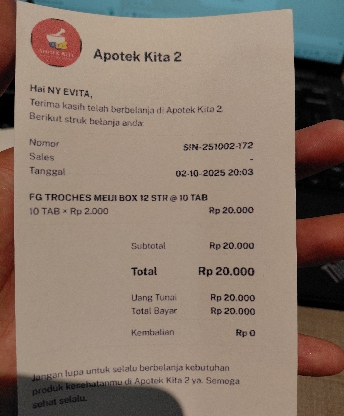 Apotek Kita
Apotek Kita 2
Hai NY EVITA,
Terima kasih telah berbelanja di Apotek Kita 2
Berikut struk belanja anda:
Nomor SIN-251002-172
Sales -
Tanggal 02-10-2025 20:03
FG TROCHES MEIJI BOX 12 STR @ 10 TAB
10 TAB × Rp 2.000 Rp 20.000
Subtotal Rp 20.000
Total Rp 20.000
Uang Tunai Rp 20.000
Total Bayar Rp 20.000
Kembalian Rp 0
Jangan lupa untuk selalu berbelanja kebutuhan
produk kesehatanmu di Apotek Kita 2 ya. Semoga
sehat selalu.